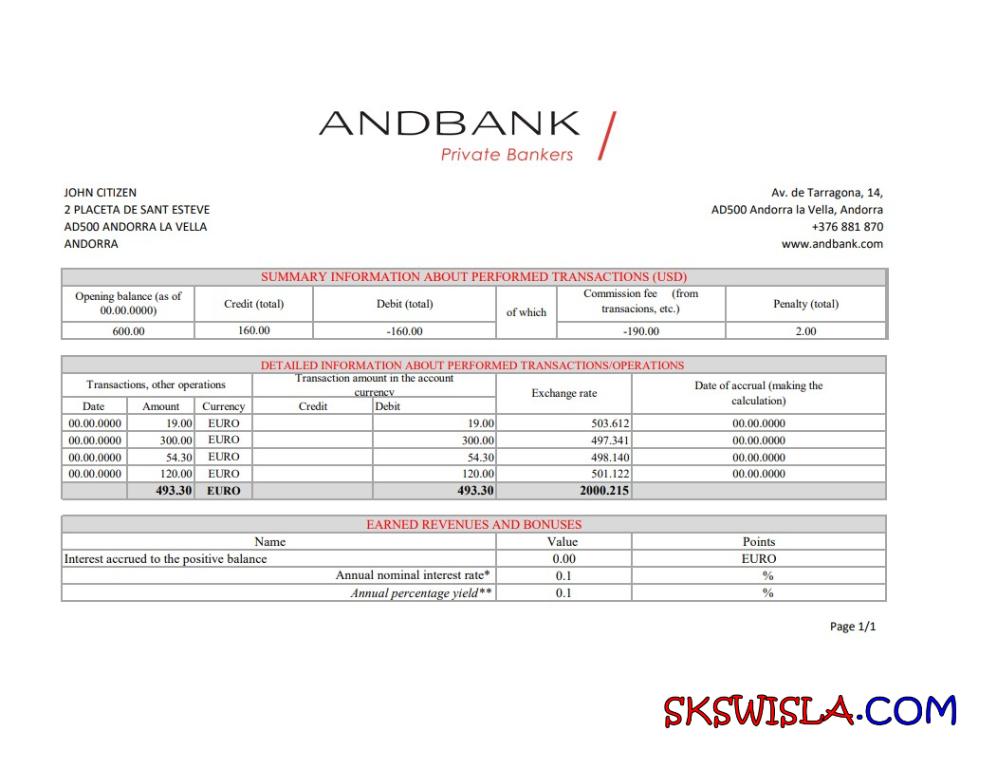 ANDBANK
Private Bankers
JOHN CITIZEN
2 PLACETA DE SANT ESTEVE
AD500 ANDORRA LA VELLA
ANDORRA
Av. de Tarragona, 14,
AD500 Andorra la Vella, Andorra
+376 881 870
www.andbank.com
SUMMARY INFORMATION ABOUT PERFORMED TRANSACTIONS (USD)
Opening balance (as of 00.00.0000) Credit (total) Debit (total) of which Commission fee (from transacions, etc.) Penalty (total)
600.00 160.00 -160.00 -190.00 2.00
DETAILED INFORMATION ABOUT PERFORMED TRANSACTIONS/OPERATIONS
Transactions, other operations Transaction amount in the account currency Exchange rate Date of accrual (making the calculation)
Date Amount Currency Credit Debit
00.00.0000 19.00 EURO 19.00 503.612 00.00.0000
00.00.0000 300.00 EURO 300.00 497.341 00.00.0000
00.00.0000 54.30 EURO 54.30 498.140 00.00.0000
00.00.0000 120.00 EURO 120.00 501.122 00.00.0000
493.30 EURO 493.30 2000.215
EARNED REVENUES AND BONUSES
Name Value Points
Interest accrued to the positive balance 0.00 EURO
Annual nominal interest rate* 0.1 %
Annual percentage yield** 0.1 %
Page 1/1
SKSWISLA.COM